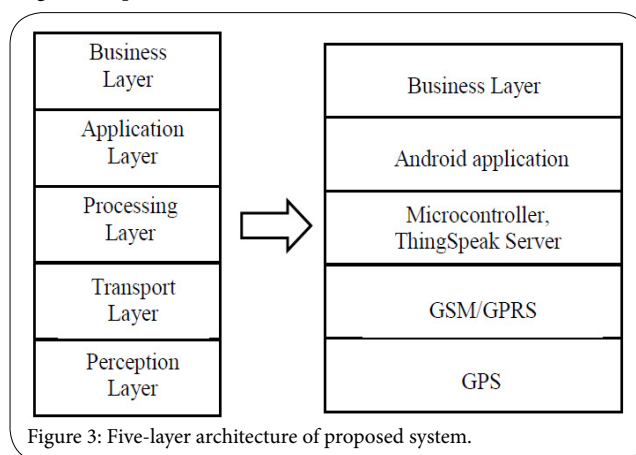 Business
Layer
Application
Layer
Processing
Layer
Transport
Layer
Perception
Layer
Business Layer
Android application
Microcontroller,
ThingSpeak Server
GSM/GPRS
GPS
Figure 3: Five-layer architecture of proposed system.